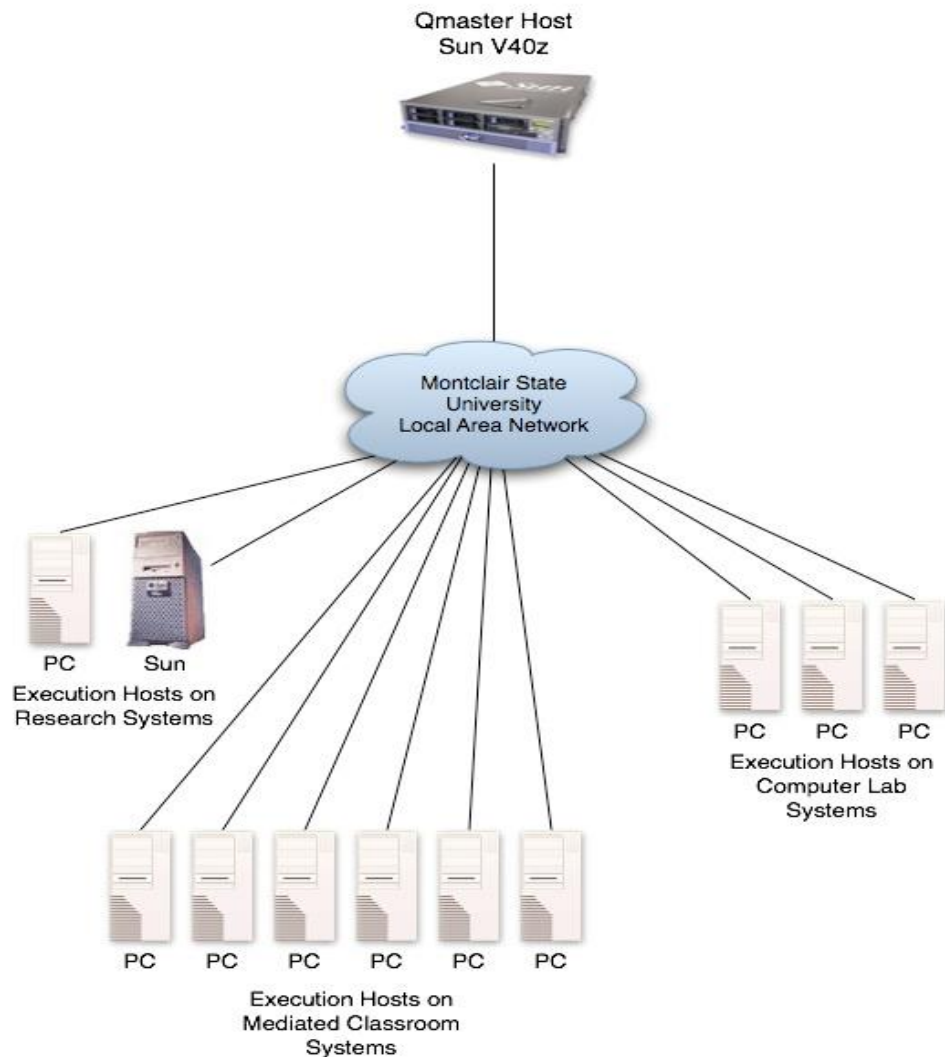 Qmaster Host
Sun V40z
Sun
Montclair State
University
Local Area Network
PC
Sun
Execution Hosts on
Research Systems
PC
PC
PC
Execution Hosts on
Computer Lab
Systems
PC
PC
PC
PC
PC
PC
Execution Hosts on
Mediated Classroom
Systems